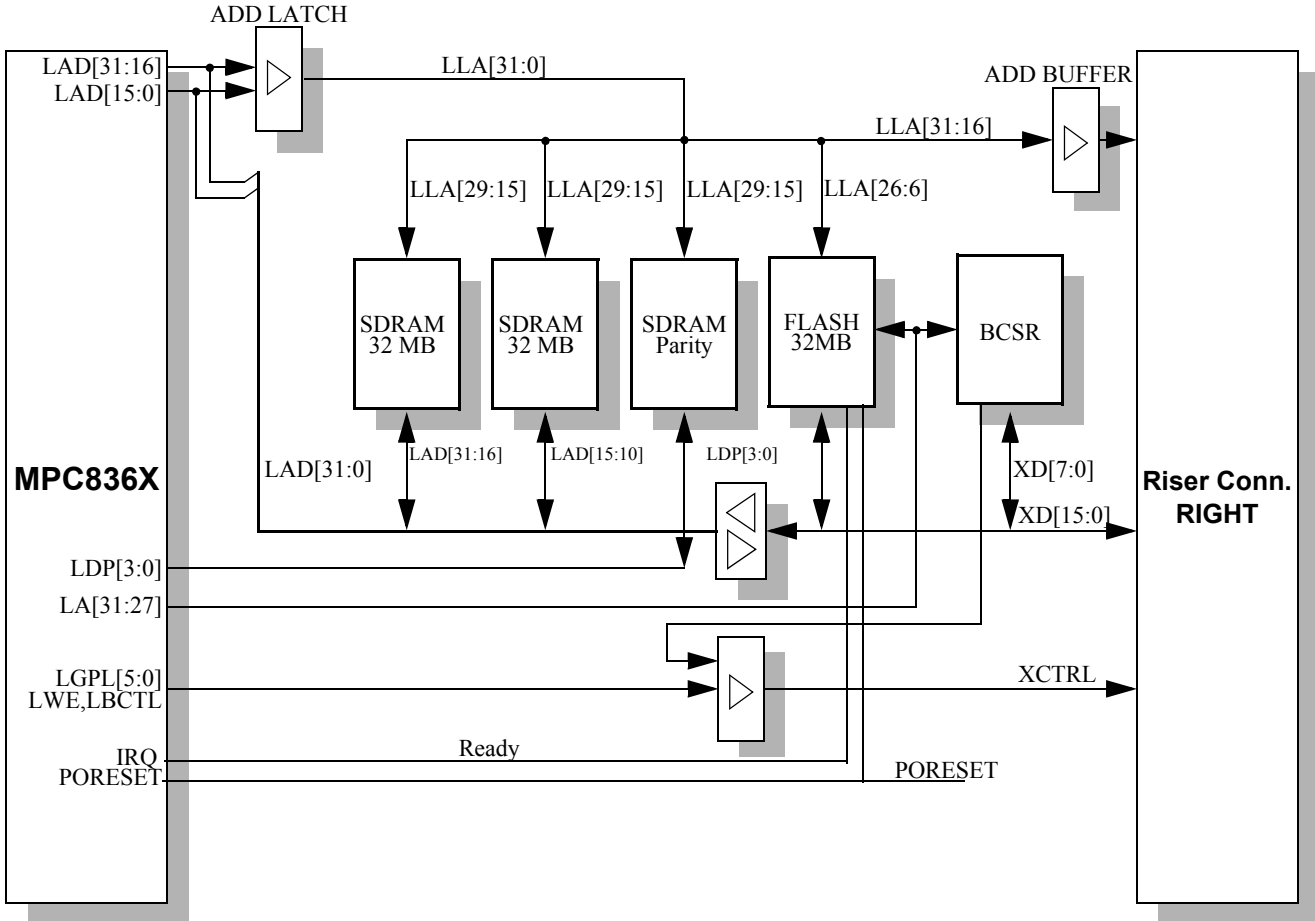 ADD LATCH
LAD[31:16]
LAD[15:0]
LLA[31:0]
ADD BUFFER
LLA[31:16]
LLA[29:15]
LLA[29:15]
LLA[29:15]
LLA[26:6]
SDRAM
32 MB
SDRAM
32 MB
SDRAM
Parity
FLASH
32MB
BCSR
MPC836X
LAD[31:0]
LAD[31:16]
LAD[15:10]
LDP[3:0]
XD[7:0]
XD[15:0]
Riser Conn.
RIGHT
LDP[3:0]
LA[31:27]
LGPL[5:0]
LWE,LBCTL
XCTRL
IRQ
Ready
PORESET
PORESET